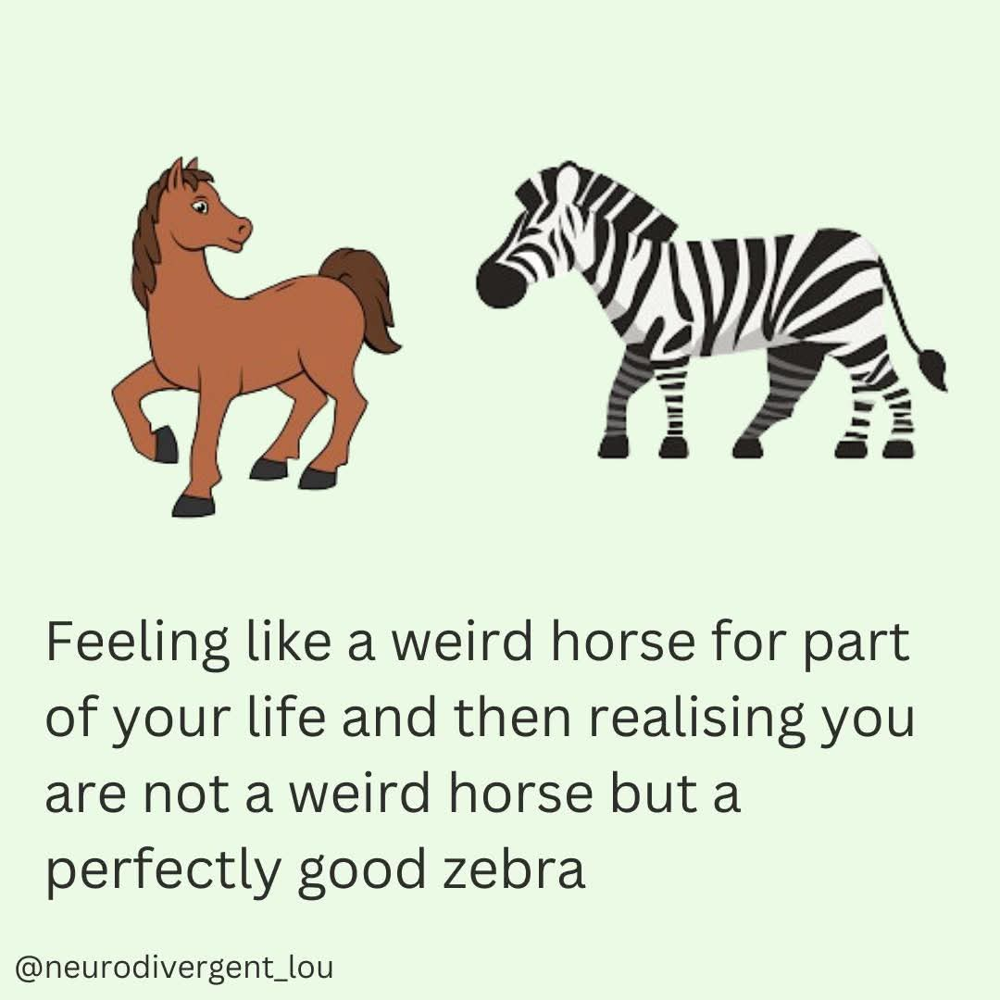 Feeling like a weird horse for part
of your life and then realising you
are not a weird horse but a
perfectly good zebra
@neurodivergent_lou